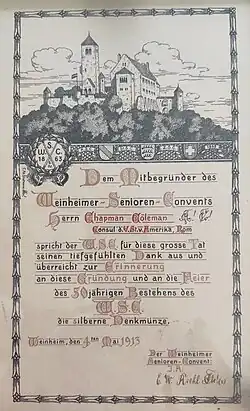 W. S. C.
1863
Dem Mitbegründer des
Weinheimer-Senioren-Convents
Herrn Chapman Coleman
Consul d. V. St. v. Amerika, Rom
spricht der W.S.C. für diese grosse Tat
seinen tiefgefühlten Dank aus und
überreicht zur Erinnerung
an diese Gründung und an die Feier
des 50jährigen Bestehens des
W.S.C.
die silberne Denkmünze.
Weinheim, den 4ten Mai 1913
Der Weinheimer
Senioren-Convent:
I. A.